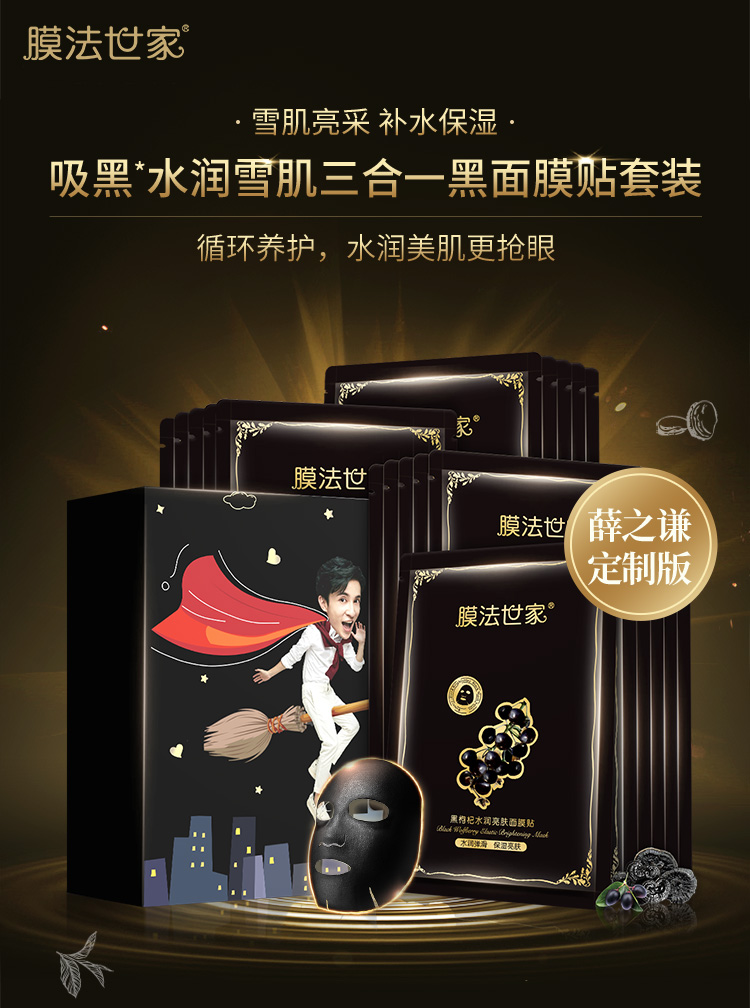 膜法世家®
· 雪肌亮采 补水保湿 ·
吸黑*水润雪肌三合一黑面膜贴套装
循环养护，水润美肌更抢眼
家®
膜法世
膜法世
薛之谦
定制版
膜法世家®
黑枸杞水润亮肤面膜贴
Black Wolfberry Elastic Brightening Mask
水润弹滑 保湿亮肤